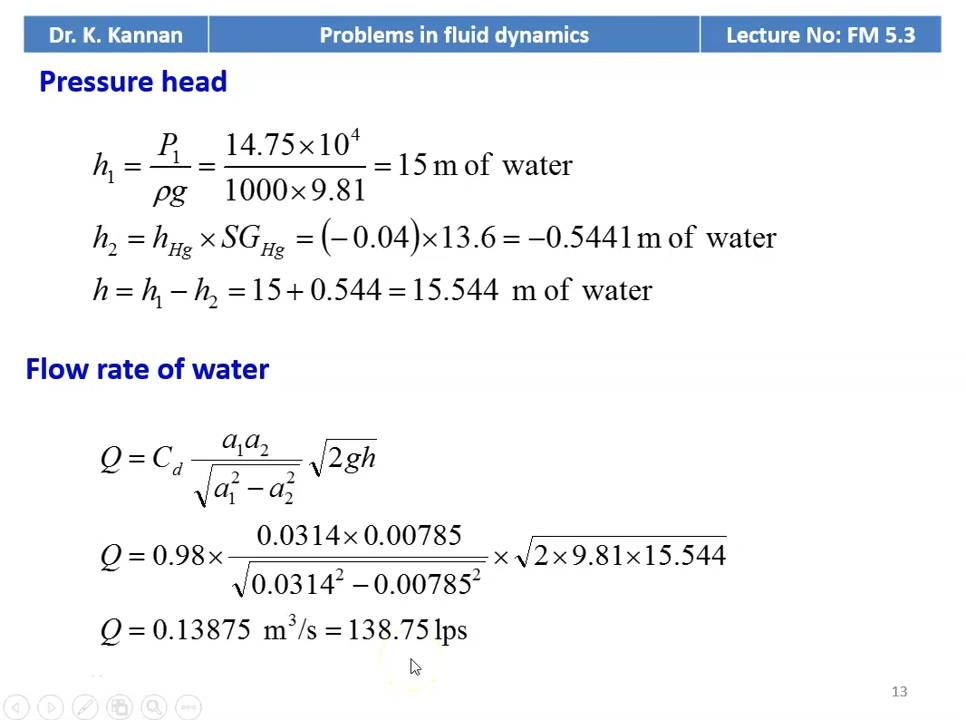 Dr. K. Kannan Problems in fluid dynamics Lecture No: FM 5.3
Pressure head
h₁ = P₁/ρg = 14.75×10⁴/1000×9.81 = 15 m of water
h₂ = h_Hg × SG_Hg = (−0.04)×13.6 = −0.5441 m of water
h = h₁ − h₂ = 15 + 0.544 = 15.544 m of water
Flow rate of water
Q = C_d a₁a₂/√(a₁² − a₂²) √(2gh)
Q = 0.98× 0.0314×0.00785/√(0.0314² − 0.00785²) × √(2×9.81×15.544)
Q = 0.13875 m³/s = 138.75 lps
13